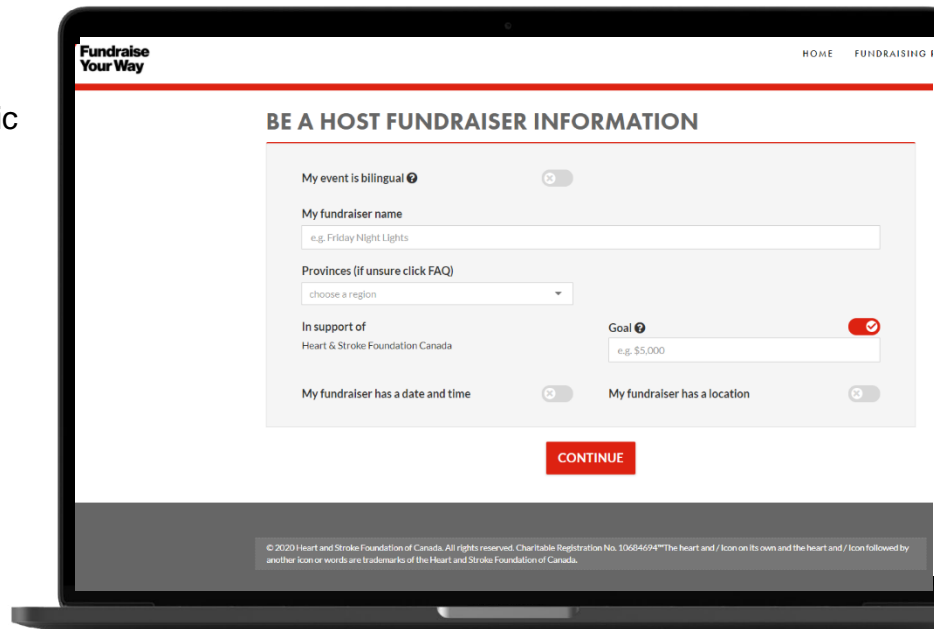 Fundraise
Your Way
HOME FUNDRAISING
ic
BE A HOST FUNDRAISER INFORMATION
My event is bilingual
My fundraiser name
e.g. Friday Night Lights
Provinces (if unsure click FAQ)
choose a region
In support of
Goal
Heart & Stroke Foundation Canada
e.g. $5,000
My fundraiser has a date and time
My fundraiser has a location
CONTINUE
© 2020 Heart and Stroke Foundation of Canada. All rights reserved. Charitable Registration No. 10684694™The heart and / Icon on its own and the heart and / Icon followed by
another icon or words are trademarks of the Heart and Stroke Foundation of Canada.